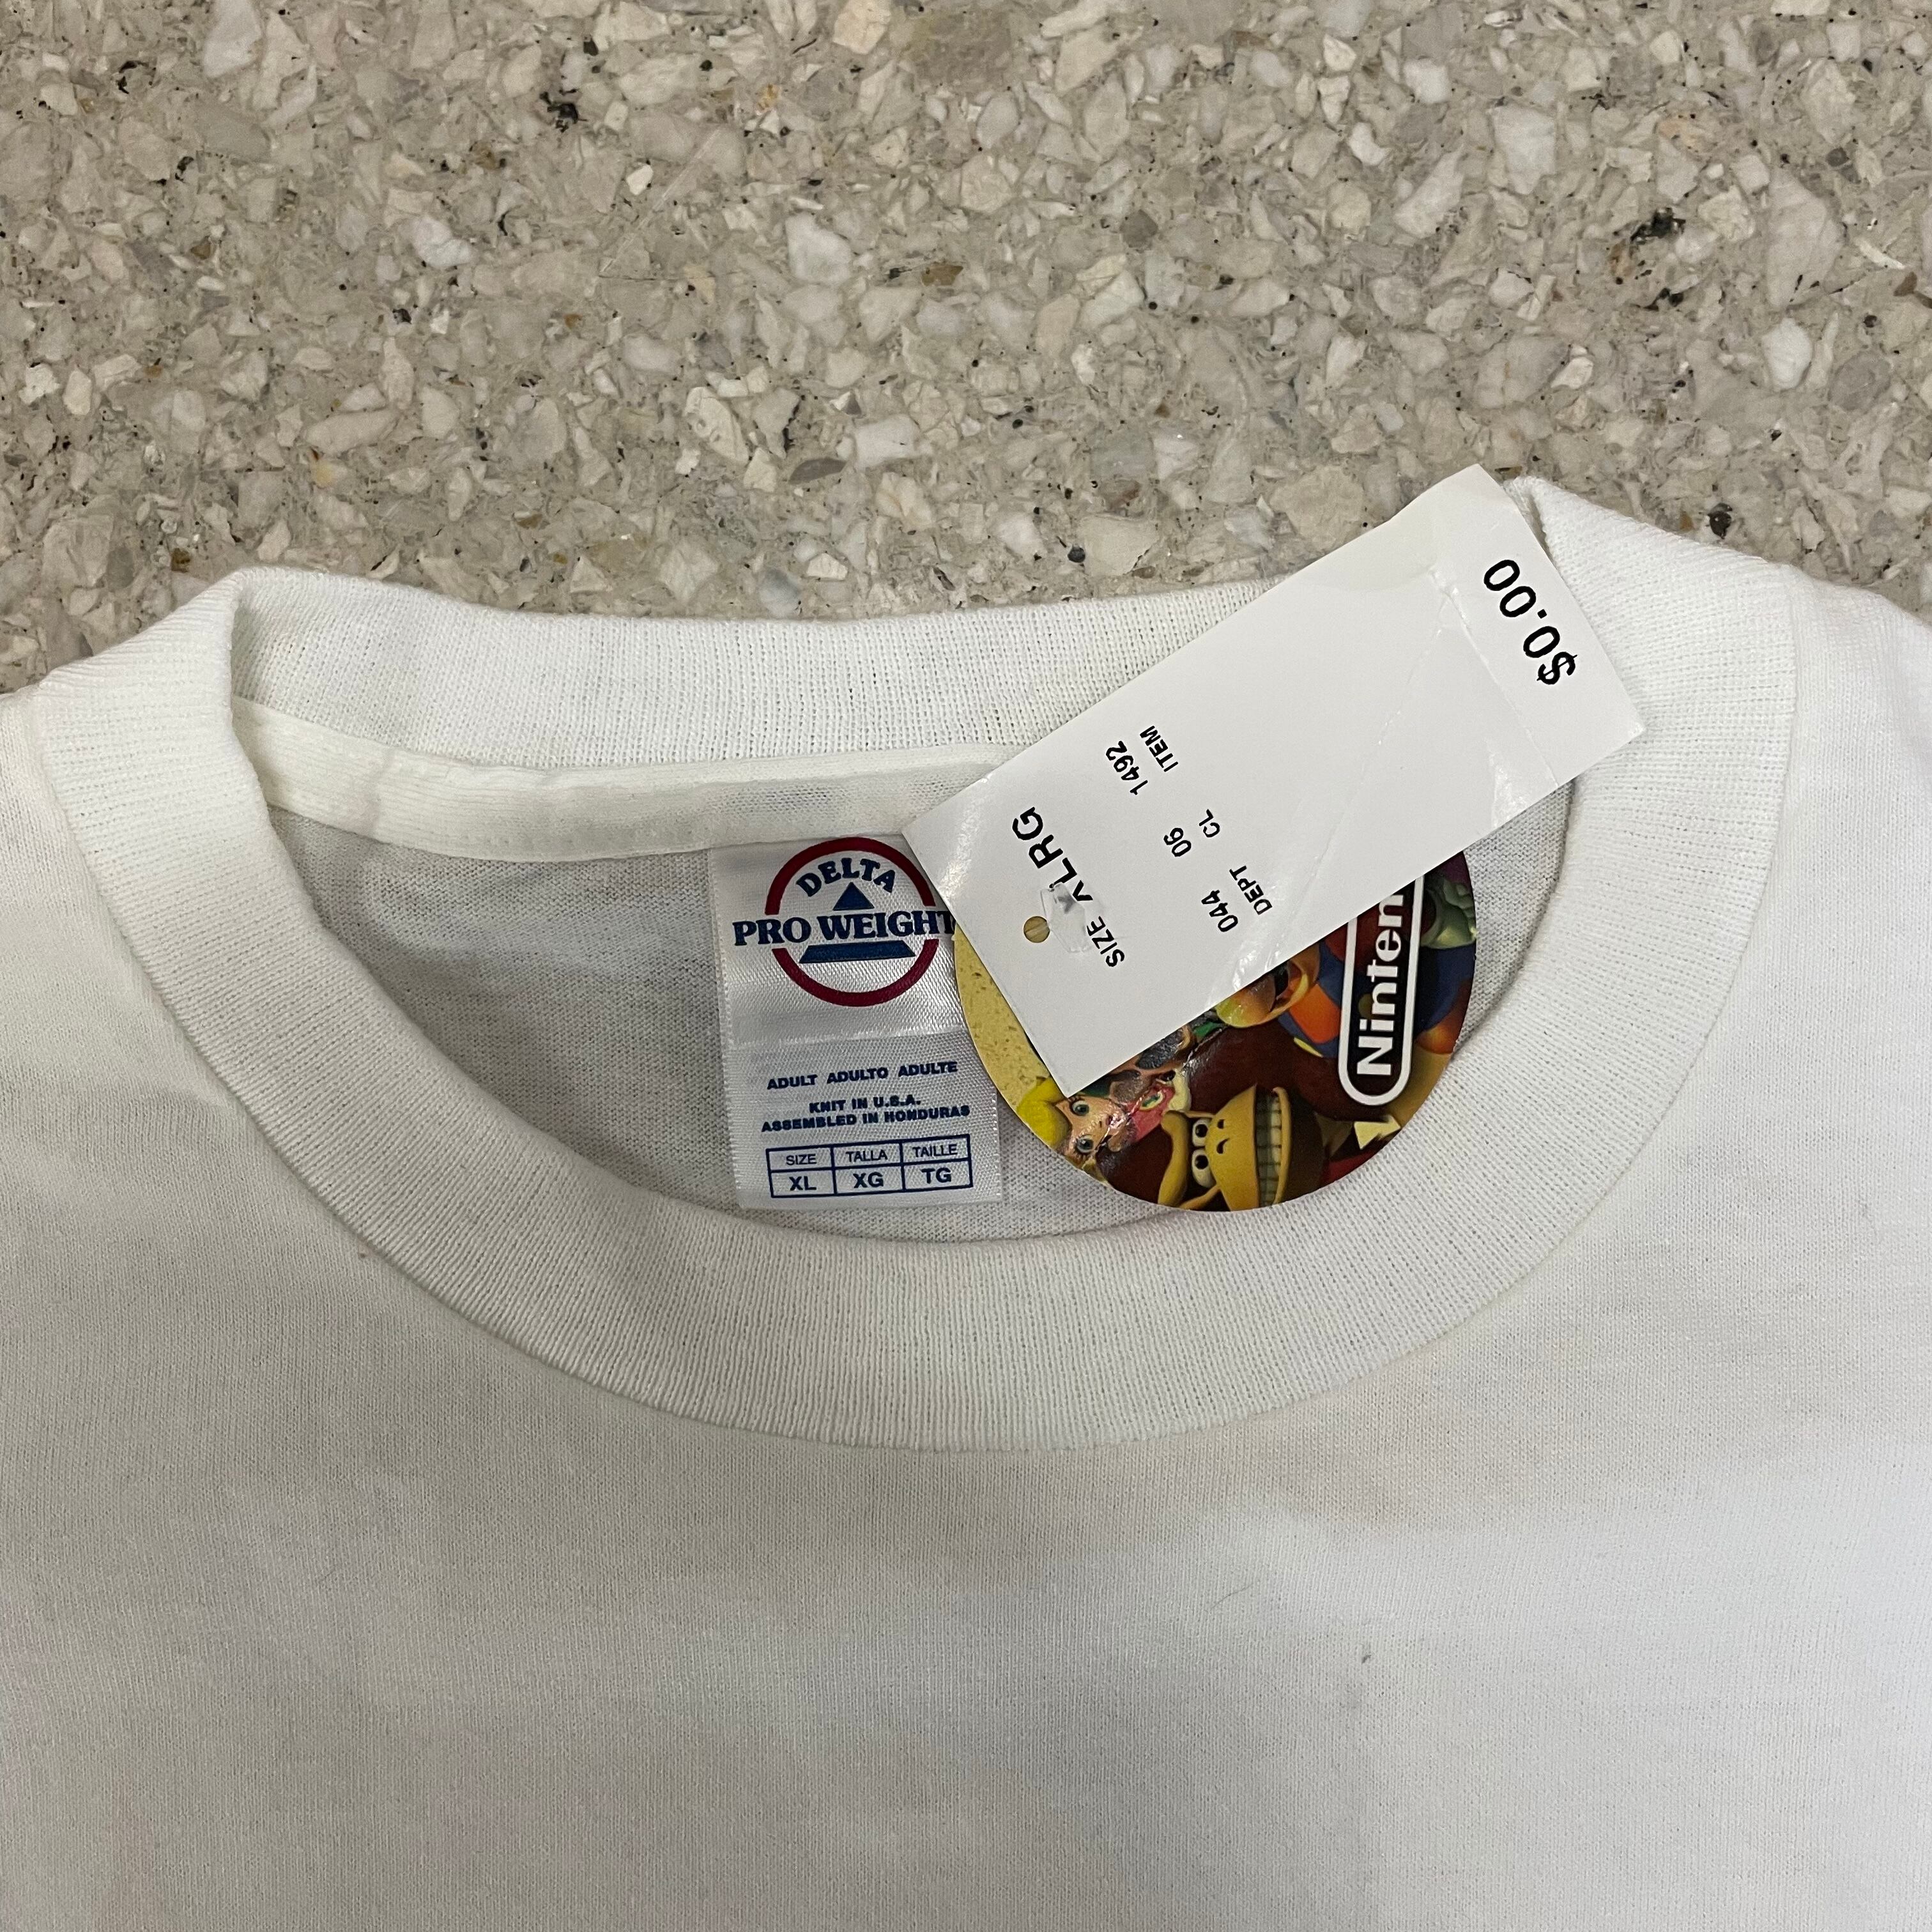 DELTA
PRO WEIGHT
ADULT ADULTO ADULTE
KNIT IN U.S.A.
ASSEMBLED IN HONDURAS
SIZE TALLA TAILLE
XL XG TG
SIZE XLRG
044 06 1492
DEPT CL ITEM
$0.00
Ninten